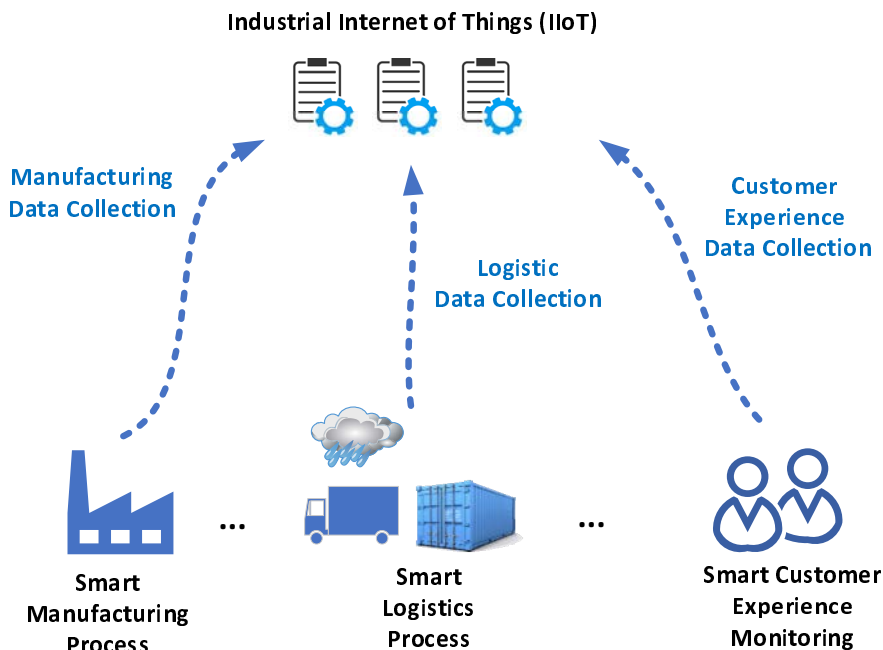 Industrial Internet of Things (IIoT)
Manufacturing
Data Collection
Customer
Experience
Data Collection
Logistic
Data Collection
...
...
Smart
Manufacturing
Process
Smart
Logistics
Process
Smart Customer
Experience
Monitoring